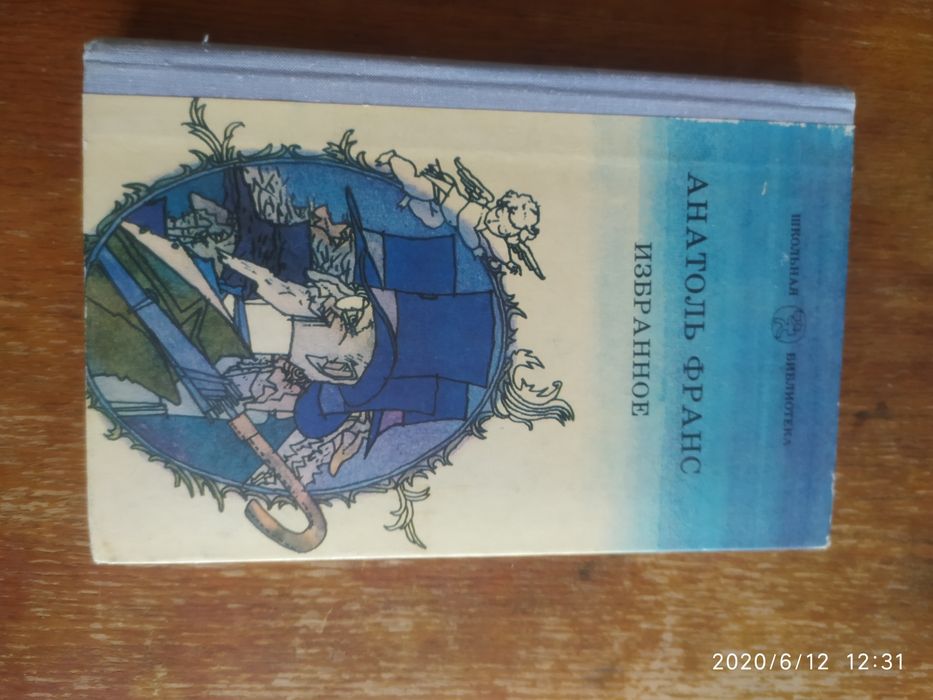 ШКОЛЬНАЯ БИБЛИОТЕКА
АНАТОЛЬ ФРАНС
ИЗБРАННОЕ
2020/6/12 12:31